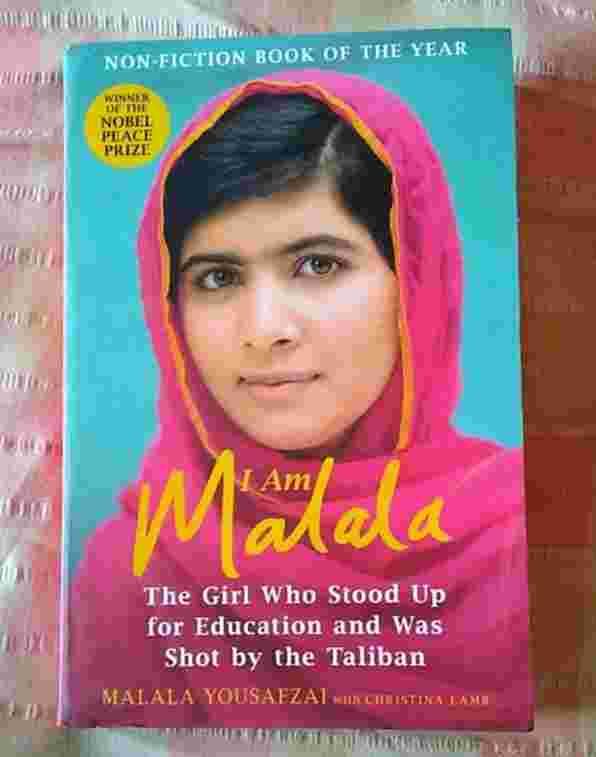 NON-FICTION BOOK OF THE YEAR
WINNER
OF THE
NOBEL
PEACE
PRIZE
I Am
Malala
The Girl Who Stood Up
for Education and Was
Shot by the Taliban
MALALA YOUSAFZAI WITH CHRISTINA LAMB